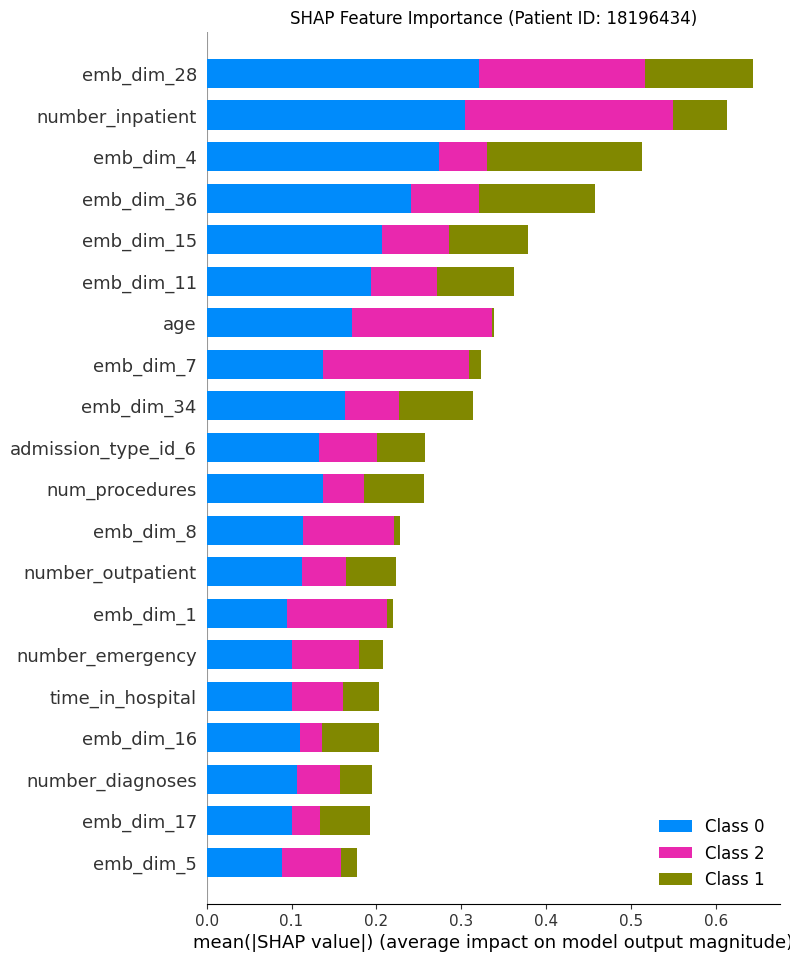 SHAP Feature Importance (Patient ID: 18196434)
emb_dim_28
number_inpatient
emb_dim_4
emb_dim_36
emb_dim_15
emb_dim_11
age
emb_dim_7
emb_dim_34
admission_type_id_6
num_procedures
emb_dim_8
number_outpatient
emb_dim_1
number_emergency
time_in_hospital
emb_dim_16
number_diagnoses
emb_dim_17
emb_dim_5
Class 0
Class 2
Class 1
0.0 0.1 0.2 0.3 0.4 0.5 0.6
mean(|SHAP value|) (average impact on model output magnitude)